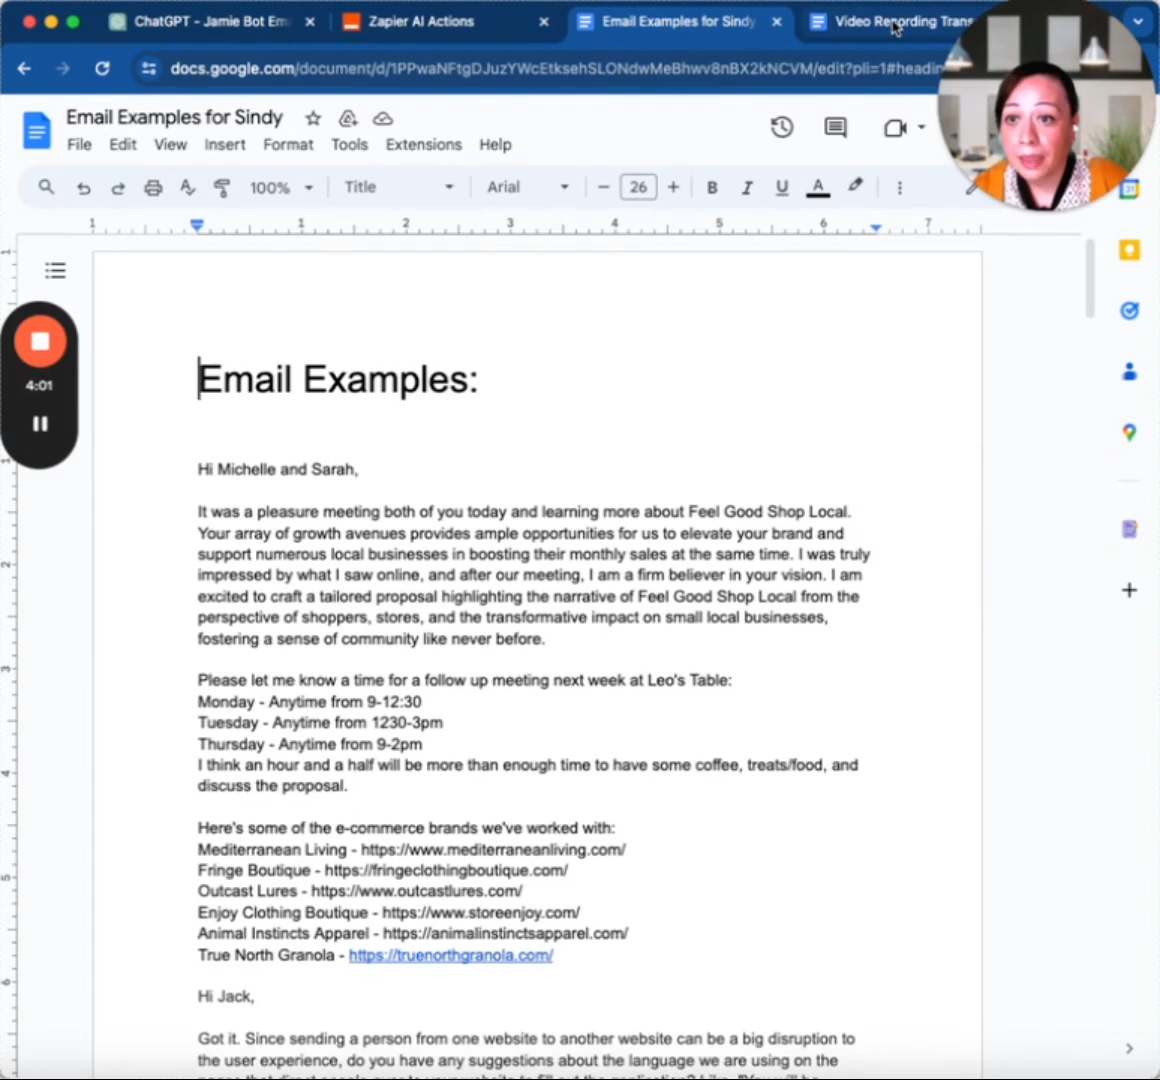 ChatGPT - Jamie Bot Em
Zapier AI Actions
Email Examples for Sindy
Video Recording Trans
docs.google.com/document/d/1PPwaNFtgDJuzYWcEtksehSLONdwMeBhwv8nBX2kNCVM/edit?pli=1#headin
Email Examples for Sindy
File Edit View Insert Format Tools Extensions Help
100% Title Arial 26 B I U A
1 1 2 3 4 5 6 7
4:01
Email Examples:
Hi Michelle and Sarah,
It was a pleasure meeting both of you today and learning more about Feel Good Shop Local.
Your array of growth avenues provides ample opportunities for us to elevate your brand and
support numerous local businesses in boosting their monthly sales at the same time. I was truly
impressed by what I saw online, and after our meeting, I am a firm believer in your vision. I am
excited to craft a tailored proposal highlighting the narrative of Feel Good Shop Local from the
perspective of shoppers, stores, and the transformative impact on small local businesses,
fostering a sense of community like never before.
Please let me know a time for a follow up meeting next week at Leo's Table:
Monday - Anytime from 9-12:30
Tuesday - Anytime from 1230-3pm
Thursday - Anytime from 9-2pm
I think an hour and a half will be more than enough time to have some coffee, treats/food, and
discuss the proposal.
Here's some of the e-commerce brands we've worked with:
Mediterranean Living - https://www.mediterraneanliving.com/
Fringe Boutique - https://fringeclothingboutique.com/
Outcast Lures - https://www.outcastlures.com/
Enjoy Clothing Boutique - https://www.storeenjoy.com/
Animal Instincts Apparel - https://animalinstinctsapparel.com/
True North Granola - https://truenorthgranola.com/
Hi Jack,
Got it. Since sending a person from one website to another website can be a big disruption to
the user experience, do you have any suggestions about the language we are using on the